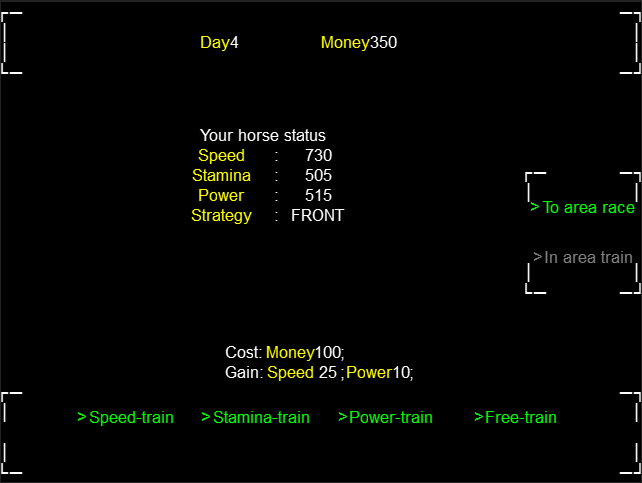 Day4 Money350
Your horse status
Speed : 730
Stamina : 505
Power : 515
Strategy : FRONT
>To area race
>In area train
Cost: Money100;
Gain: Speed 25 ;Power10;
>Speed-train >Stamina-train >Power-train >Free-train